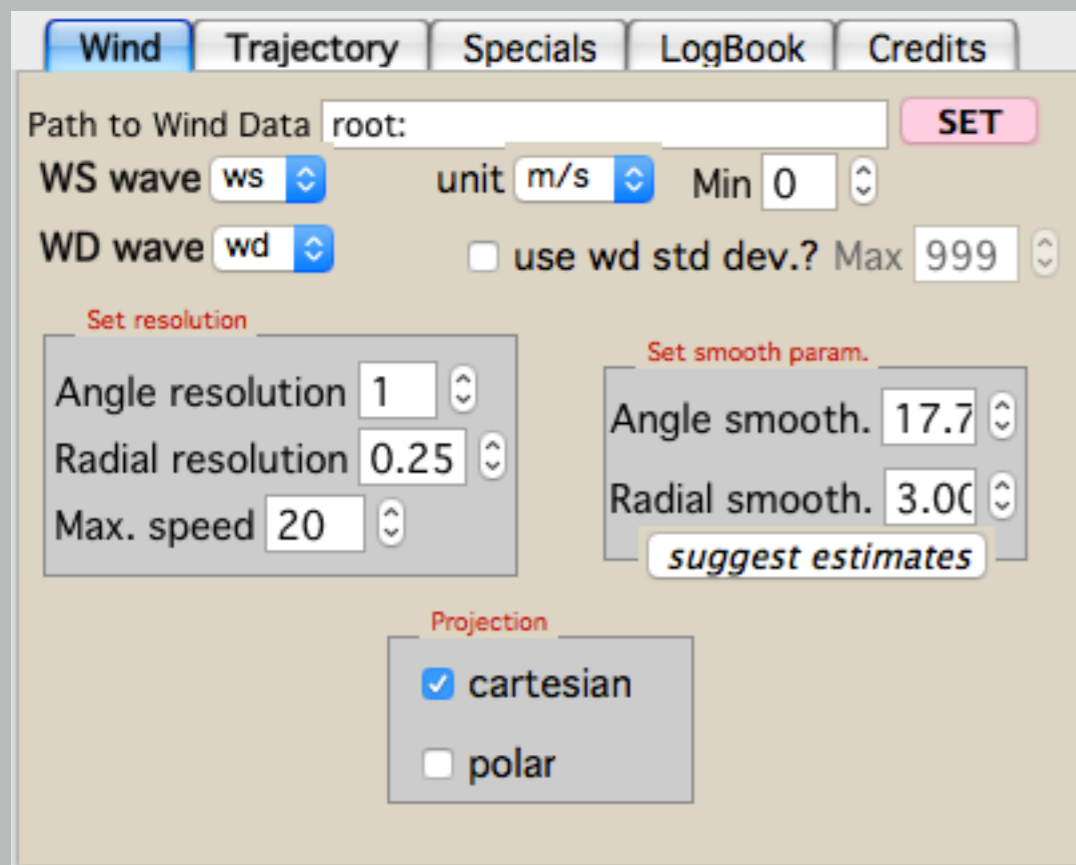 Wind Trajectory Specials LogBook Credits
Path to Wind Data root: SET
WS wave ws unit m/s Min 0
WD wave wd use wd std dev.? Max 999
Set resolution
Angle resolution 1
Radial resolution 0.25
Max. speed 20
Set smooth param.
Angle smooth. 17.7
Radial smooth. 3.00
suggest estimates
Projection
cartesian
polar